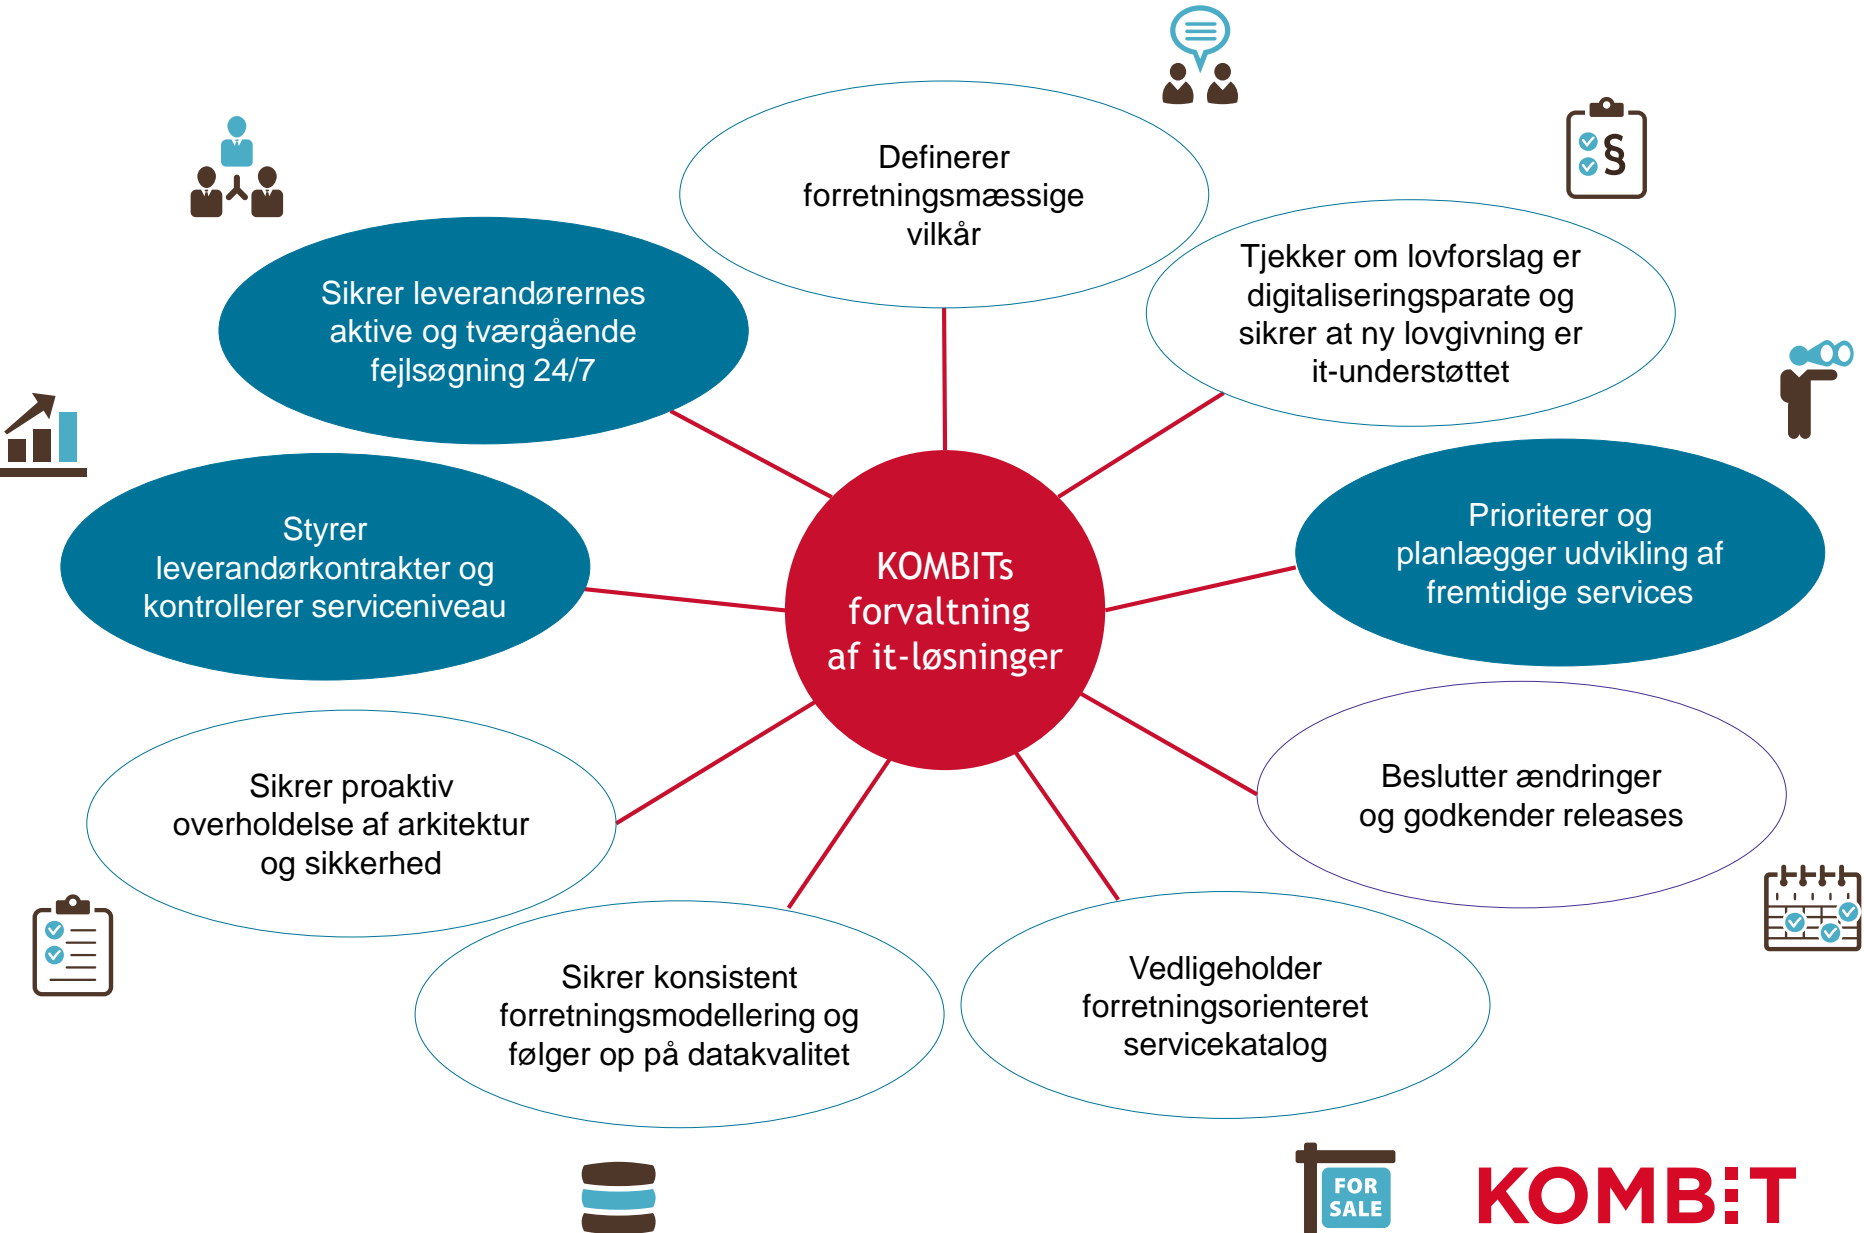 Definerer
forretningsmæssige
vilkår
§
Tjekker om lovforslag er
digitaliseringsparate og
sikrer at ny lovgivning er
it-understøttet
Sikrer leverandørernes
aktive og tværgående
fejlsøgning 24/7
Styrer
leverandørkontrakter og
kontrollerer serviceniveau
KOMBITs
forvaltning
af it-løsninger
Prioriterer og
planlægger udvikling af
fremtidige services
Beslutter ændringer
og godkender releases
Sikrer proaktiv
overholdelse af arkitektur
og sikkerhed
Sikrer konsistent
forretningsmodellering og
følger op på datakvalitet
Vedligeholder
forretningsorienteret
servicekatalog
FOR
SALE
KOMBIT